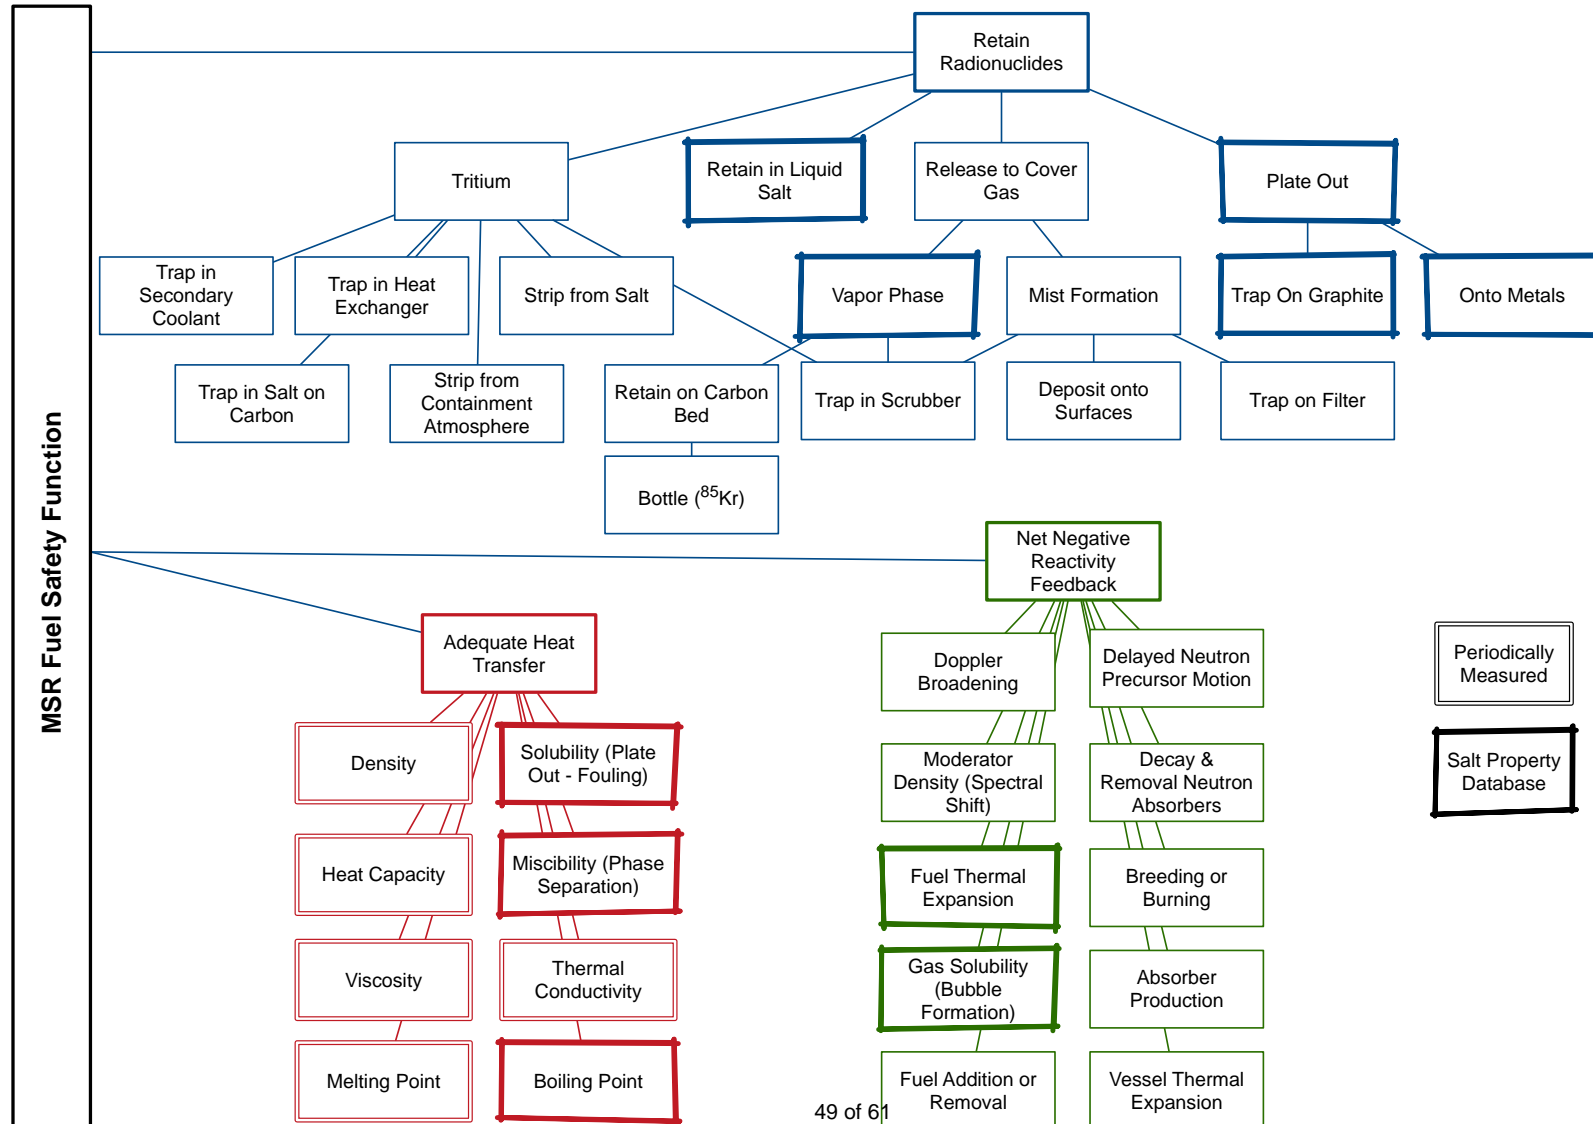 MSR Fuel Safety Function
Retain
Radionuclides
Tritium
Retain in Liquid
Salt
Release to Cover
Gas
Plate Out
Trap in
Secondary
Coolant
Trap in Heat
Exchanger
Strip from Salt
Vapor Phase
Mist Formation
Trap On Graphite
Onto Metals
Trap in Salt on
Carbon
Strip from
Containment
Atmosphere
Retain on Carbon
Bed
Trap in Scrubber
Deposit onto
Surfaces
Trap on Filter
Bottle (⁸⁵Kr)
Net Negative
Reactivity
Feedback
Adequate Heat
Transfer
Doppler
Broadening
Delayed Neutron
Precursor Motion
Periodically
Measured
Density
Solubility (Plate
Out - Fouling)
Moderator
Density (Spectral
Shift)
Decay &
Removal Neutron
Absorbers
Salt Property
Database
Heat Capacity
Miscibility (Phase
Separation)
Fuel Thermal
Expansion
Breeding or
Burning
Viscosity
Thermal
Conductivity
Gas Solubility
(Bubble
Formation)
Absorber
Production
Melting Point
Boiling Point
Fuel Addition or
Removal
Vessel Thermal
Expansion
49 of 61